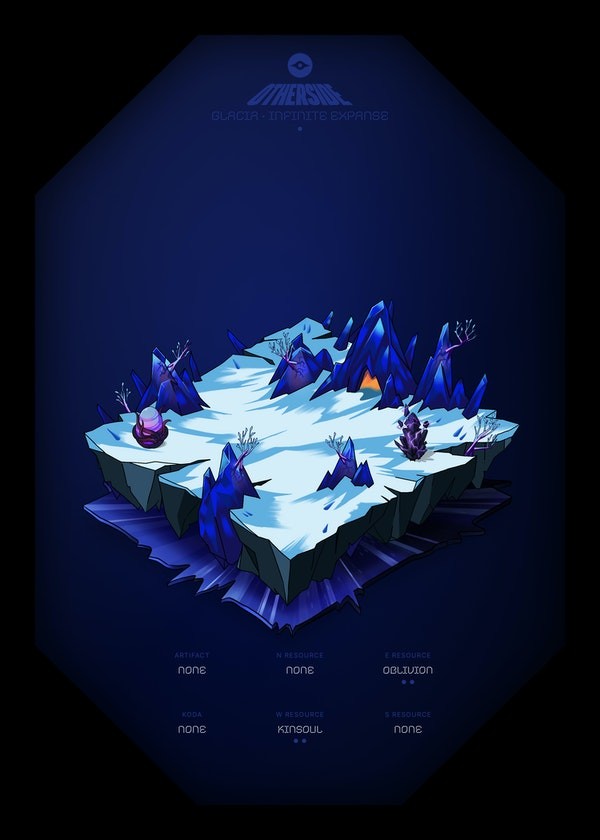 OTHERSIDE
GLACIA - INFINITE EXPANSE
ARTIFACT N RESOURCE E RESOURCE
NONE NONE OBLIVION
KODA W RESOURCE S RESOURCE
NONE KINSOUL NONE